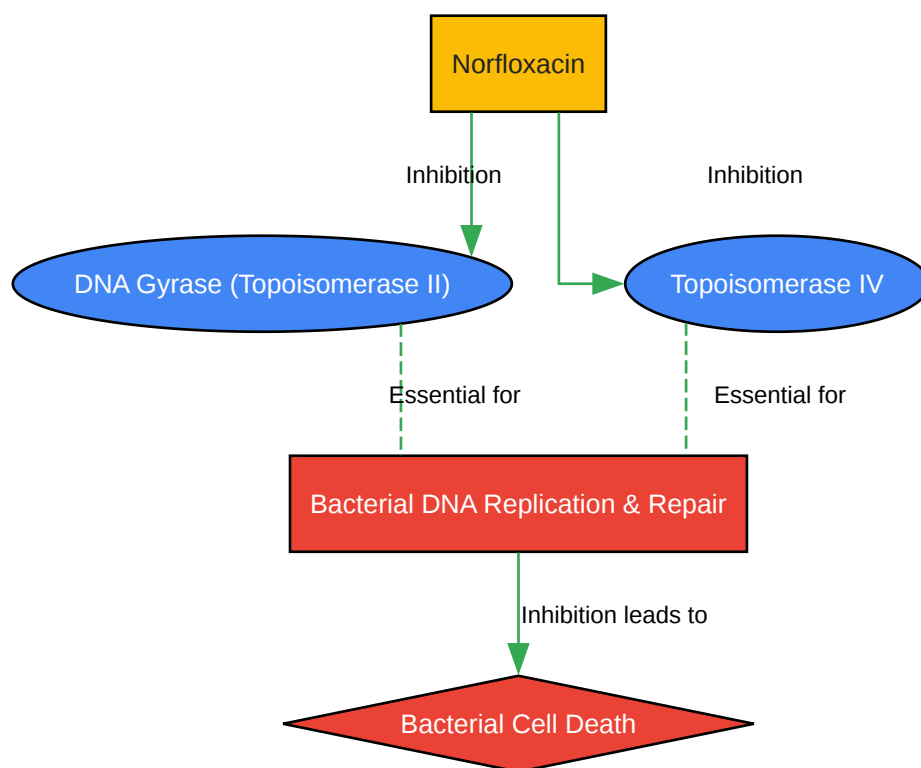 Norfloxacin
Inhibition
Inhibition
DNA Gyrase (Topoisomerase II)
Topoisomerase IV
Essential for
Essential for
Bacterial DNA Replication & Repair
Inhibition leads to
Bacterial Cell Death